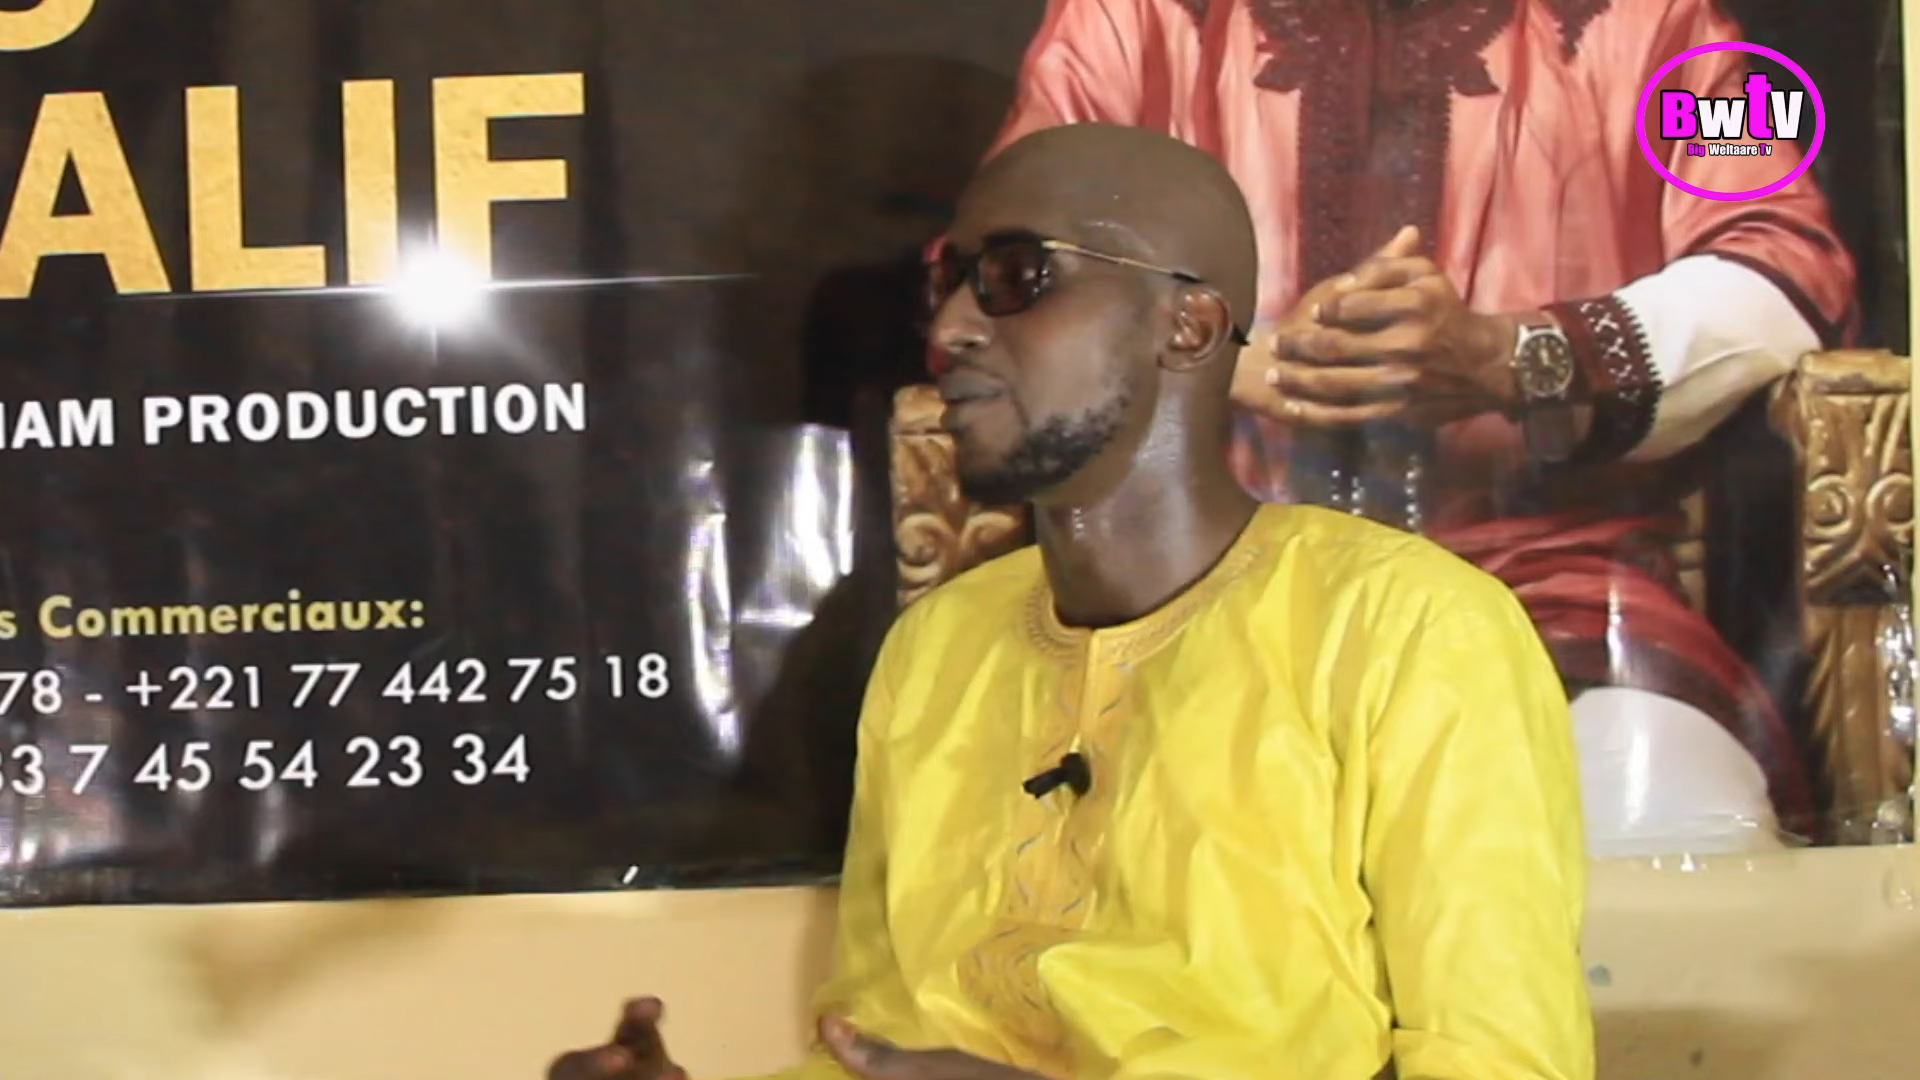 ALIF
IAM PRODUCTION
s Commerciaux:
78 - +221 77 442 75 18
33 7 45 54 23 34
BwtV
Big Weltaare Tv